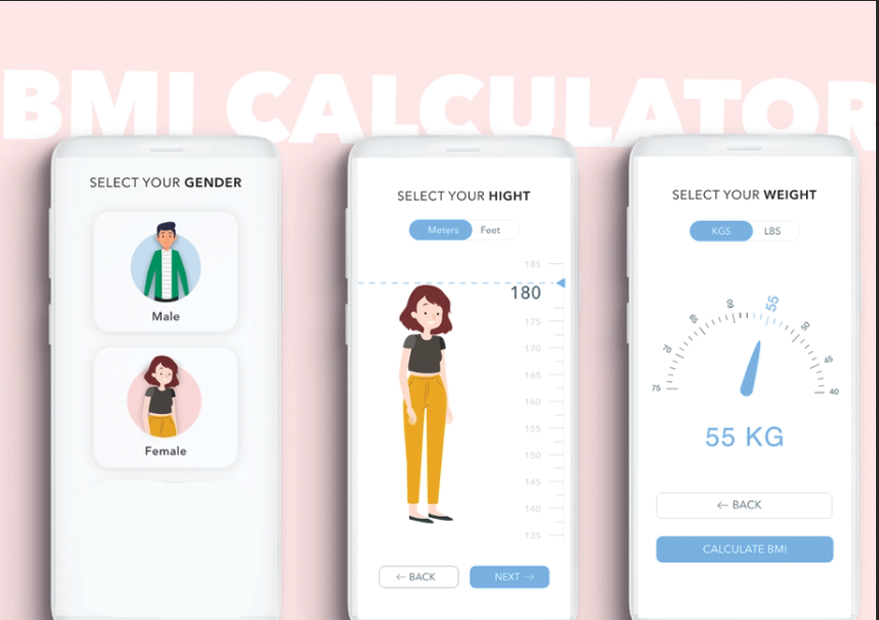 BMI CALCULATOR
SELECT YOUR GENDER
Male
Female
SELECT YOUR HIGHT
Meters Feet
185
180
175
170
165
160
155
150
145
140
135
← BACK
NEXT →
SELECT YOUR WEIGHT
KGS LBS
75
70
65
60
55
50
45
40
55 KG
← BACK
CALCULATE BMI